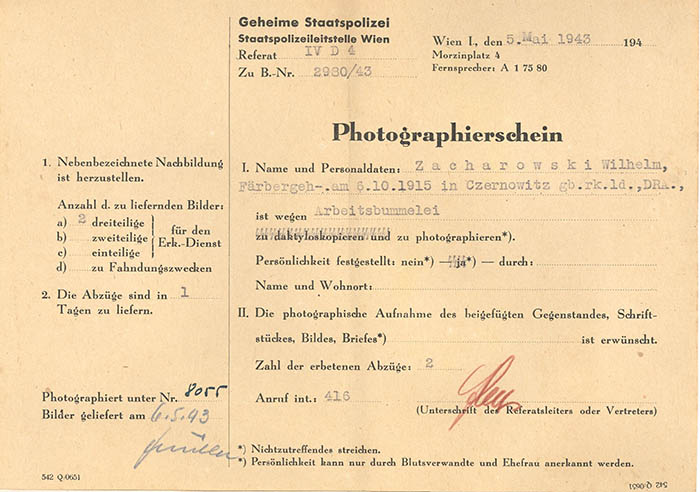 Geheime Staatspolizei
Staatspolizeileitstelle Wien
Referat IV D 4
Zu B.-Nr. 2980/43
Wien I., den 5. Mai 1943 194
Morzinplatz 4
Fernsprecher: A 1 75 80
Photographierschein
1. Nebenbezeichnete Nachbildung
ist herzustellen.
Anzahl d. zu liefernden Bilder:
a) 2 dreiteilige
b) zweiteilige
c) einteilige
für den
Erk.-Dienst
d) zu Fahndungszwecken
2. Die Abzüge sind in 1
Tagen zu liefern.
Photographiert unter Nr. 8055
Bilder geliefert am 6.5.43
I. Name und Personaldaten: Zacharowski Wilhelm,
Färbergeh-. am 6.10.1915 in Czernowitz gb.rk.ld.,DRA.,
ist wegen Arbeitsbummelei
zu daktyloskopieren und zu photographieren*).
Persönlichkeit festgestellt: nein*) — ja*) — durch:
Name und Wohnort:
II. Die photographische Aufnahme des beigefügten Gegenstandes, Schrift-
stückes, Bildes, Briefes*) ist erwünscht.
Zahl der erbetenen Abzüge: 2
Anruf int.: 416
(Unterschrift des Referatsleiters oder Vertreters)
*) Nichtzutreffendes streichen.
*) Persönlichkeit kann nur durch Blutsverwandte und Ehefrau anerkannt werden.
542 Q/0651
542 Q/0651